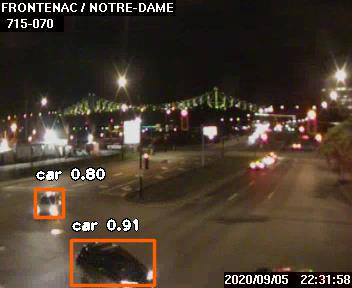 FRONTENAC / NOTRE-DAME
715-070
car 0.80
car 0.91
2020/09/05 22:31:58